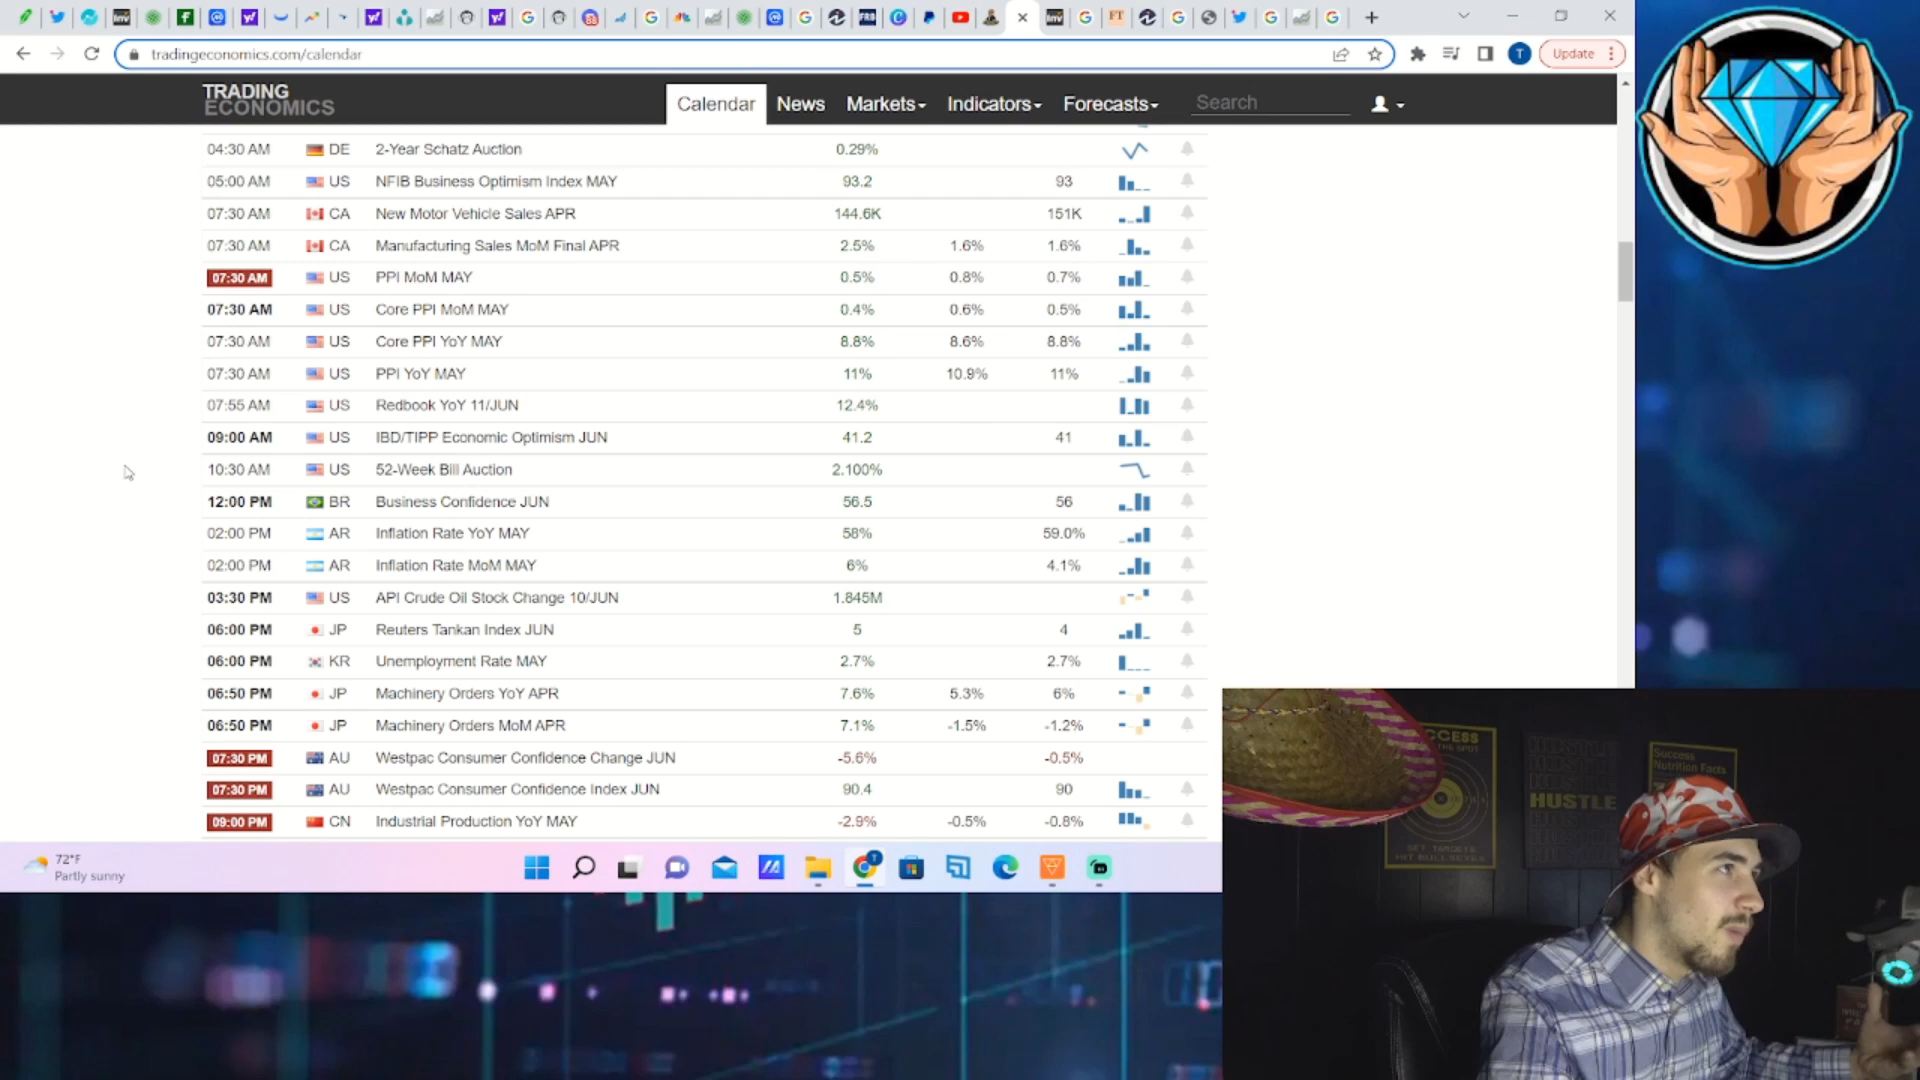 tradingeconomics.com/calendar
T
Update
TRADING
ECONOMICS
Calendar News Markets Indicators Forecasts Search
04:30 AM DE 2-Year Schatz Auction 0.29%
05:00 AM US NFIB Business Optimism Index MAY 93.2 93
07:30 AM CA New Motor Vehicle Sales APR 144.6K 151K
07:30 AM CA Manufacturing Sales MoM Final APR 2.5% 1.6% 1.6%
07:30 AM US PPI MoM MAY 0.5% 0.8% 0.7%
07:30 AM US Core PPI MoM MAY 0.4% 0.6% 0.5%
07:30 AM US Core PPI YoY MAY 8.8% 8.6% 8.8%
07:30 AM US PPI YoY MAY 11% 10.9% 11%
07:55 AM US Redbook YoY 11/JUN 12.4%
09:00 AM US IBD/TIPP Economic Optimism JUN 41.2 41
10:30 AM US 52-Week Bill Auction 2.100%
12:00 PM BR Business Confidence JUN 56.5 56
02:00 PM AR Inflation Rate YoY MAY 58% 59.0%
02:00 PM AR Inflation Rate MoM MAY 6% 4.1%
03:30 PM US API Crude Oil Stock Change 10/JUN 1.845M
06:00 PM JP Reuters Tankan Index JUN 5 4
06:00 PM KR Unemployment Rate MAY 2.7% 2.7%
06:50 PM JP Machinery Orders YoY APR 7.6% 5.3% 6%
06:50 PM JP Machinery Orders MoM APR 7.1% -1.5% -1.2%
07:30 PM AU Westpac Consumer Confidence Change JUN -5.6% -0.5%
07:30 PM AU Westpac Consumer Confidence Index JUN 90.4 90
09:00 PM CN Industrial Production YoY MAY -2.9% -0.5% -0.8%
72°F
Partly sunny
Success
Nutrition Facts
HUSTLE
SET TARGETS
HIT BULLSEYES